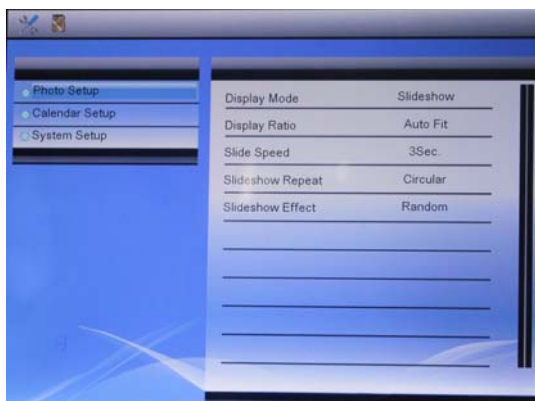 Photo Setup
Calendar Setup
System Setup
Display Mode Slideshow
Display Ratio Auto Fit
Slide Speed 3Sec.
Slideshow Repeat Circular
Slideshow Effect Random